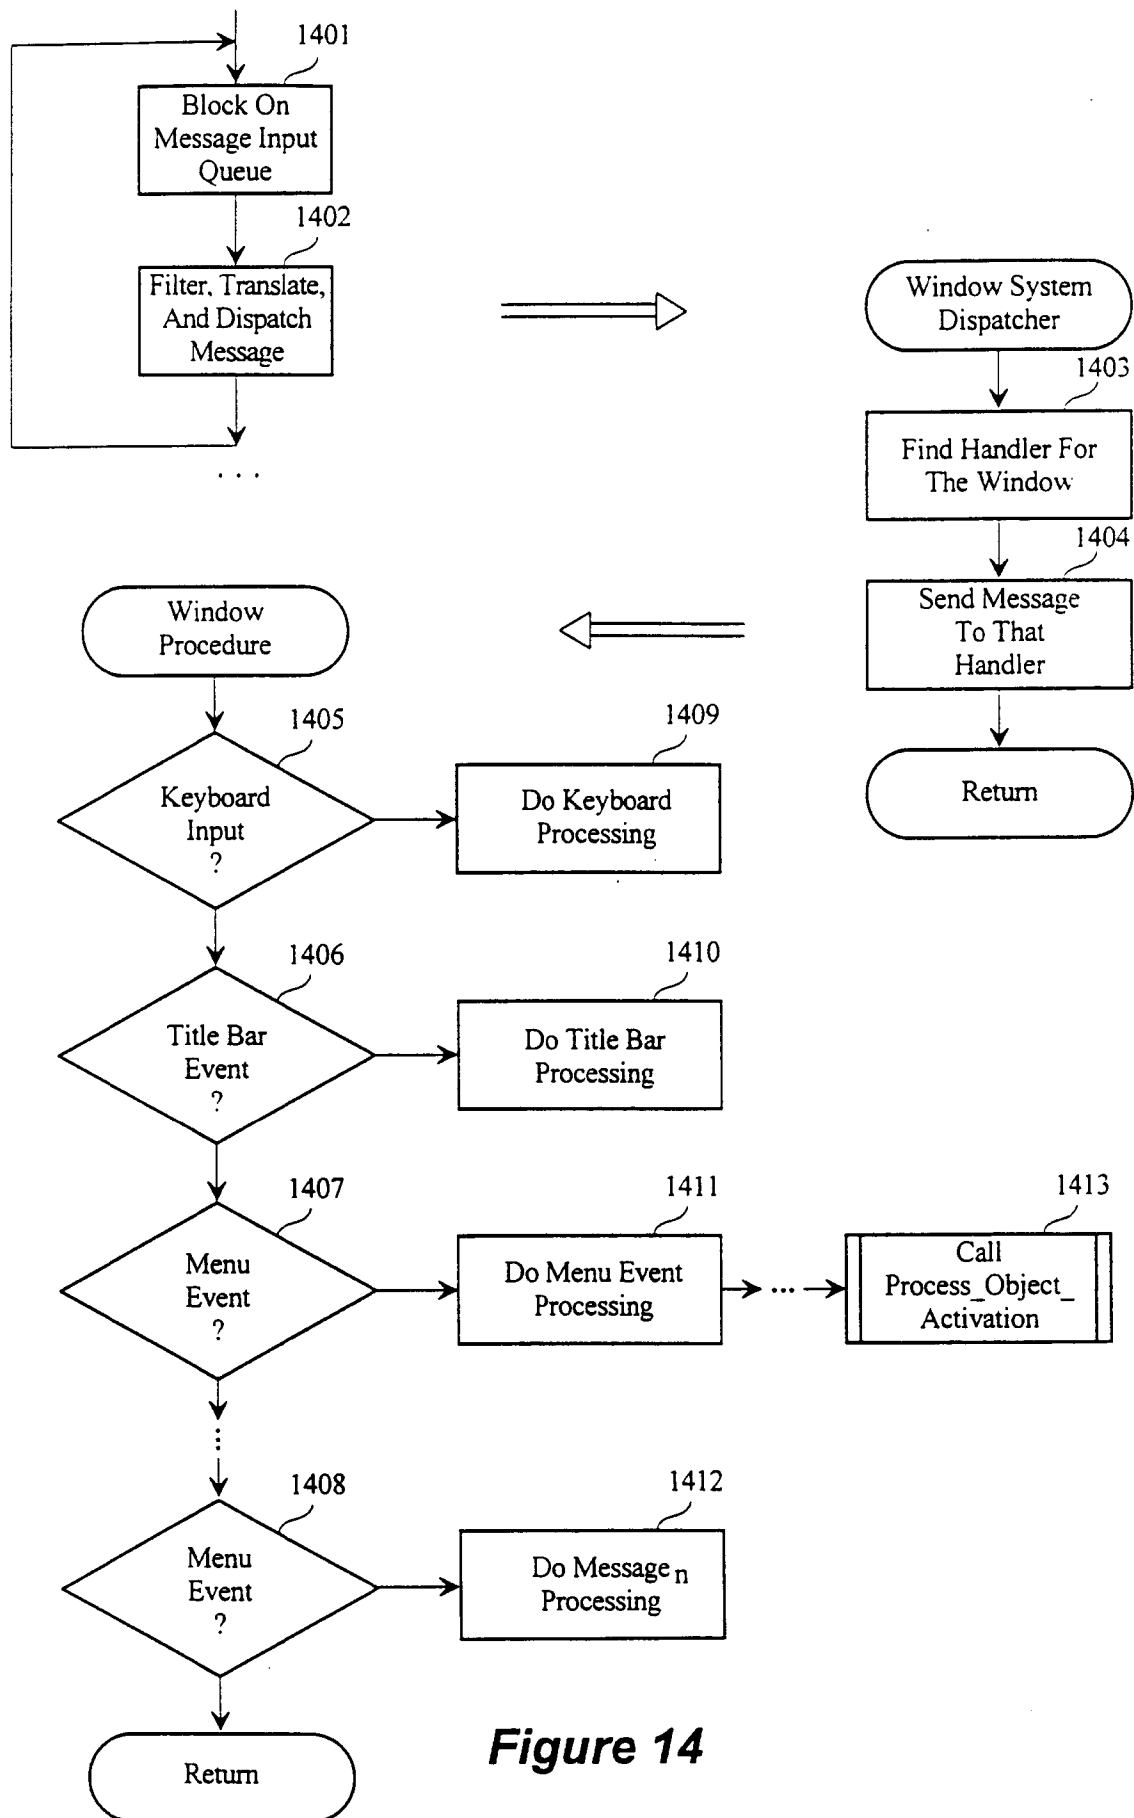 1401
Block On
Message Input
Queue
1402
Filter, Translate,
And Dispatch
Message
. . .
Window System
Dispatcher
1403
Find Handler For
The Window
1404
Send Message
To That
Handler
Return
Window
Procedure
1405
Keyboard
Input
?
1409
Do Keyboard
Processing
1406
Title Bar
Event
?
1410
Do Title Bar
Processing
1407
Menu
Event
?
1411
Do Menu Event
Processing
...
1413
Call
Process_Object_
Activation
1408
Menu
Event
?
1412
Do Message n
Processing
Return
Figure 14